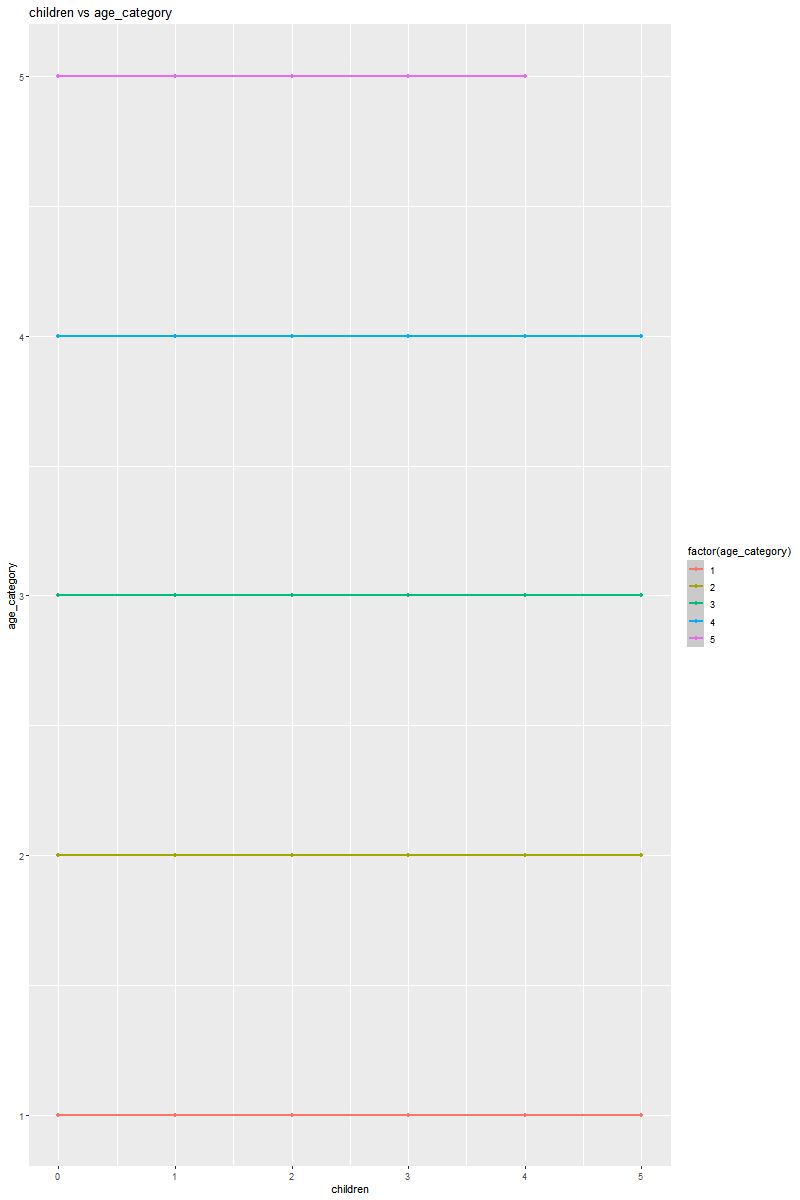 children vs age_category
5
4
3
2
1
age_category
0 1 2 3 4 5
children
factor(age_category)
1
2
3
4
5